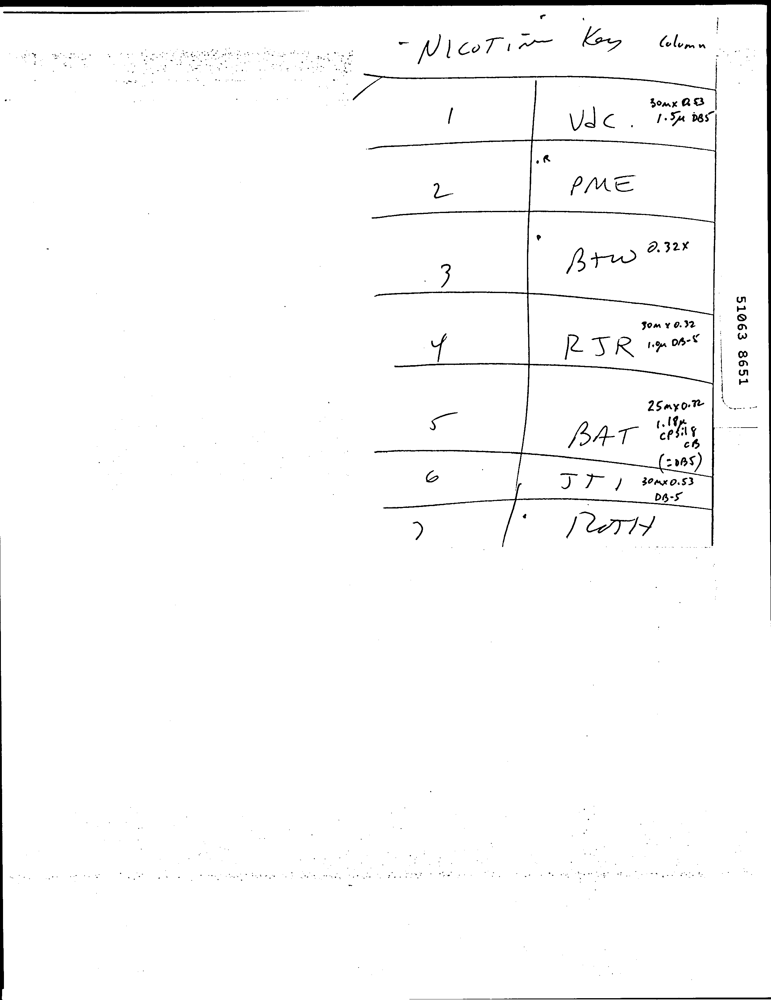 - NICOTINE Key Column
1 Vdc. 30m x 0.53
1.5µ DB5
. R
2 PME
3 B+W 0.32x
4 RJR 30m x 0.32
1.0µ DB-5
5 BAT 25m x 0.32
1.18µ
CPSil 8
CB
(=DB5)
6 JTI 30m x 0.53
DB-5
7 ROTH
51063 8651